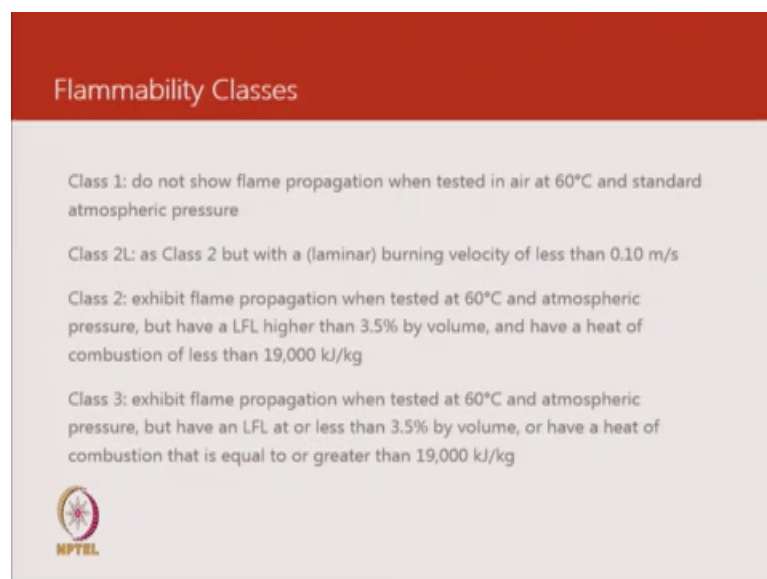 Flammability Classes
Class 1: do not show flame propagation when tested in air at 60°C and standard
atmospheric pressure
Class 2L: as Class 2 but with a (laminar) burning velocity of less than 0.10 m/s
Class 2: exhibit flame propagation when tested at 60°C and atmospheric
pressure, but have a LFL higher than 3.5% by volume, and have a heat of
combustion of less than 19,000 kJ/kg
Class 3: exhibit flame propagation when tested at 60°C and atmospheric
pressure, but have an LFL at or less than 3.5% by volume, or have a heat of
combustion that is equal to or greater than 19,000 kJ/kg
NPTEL